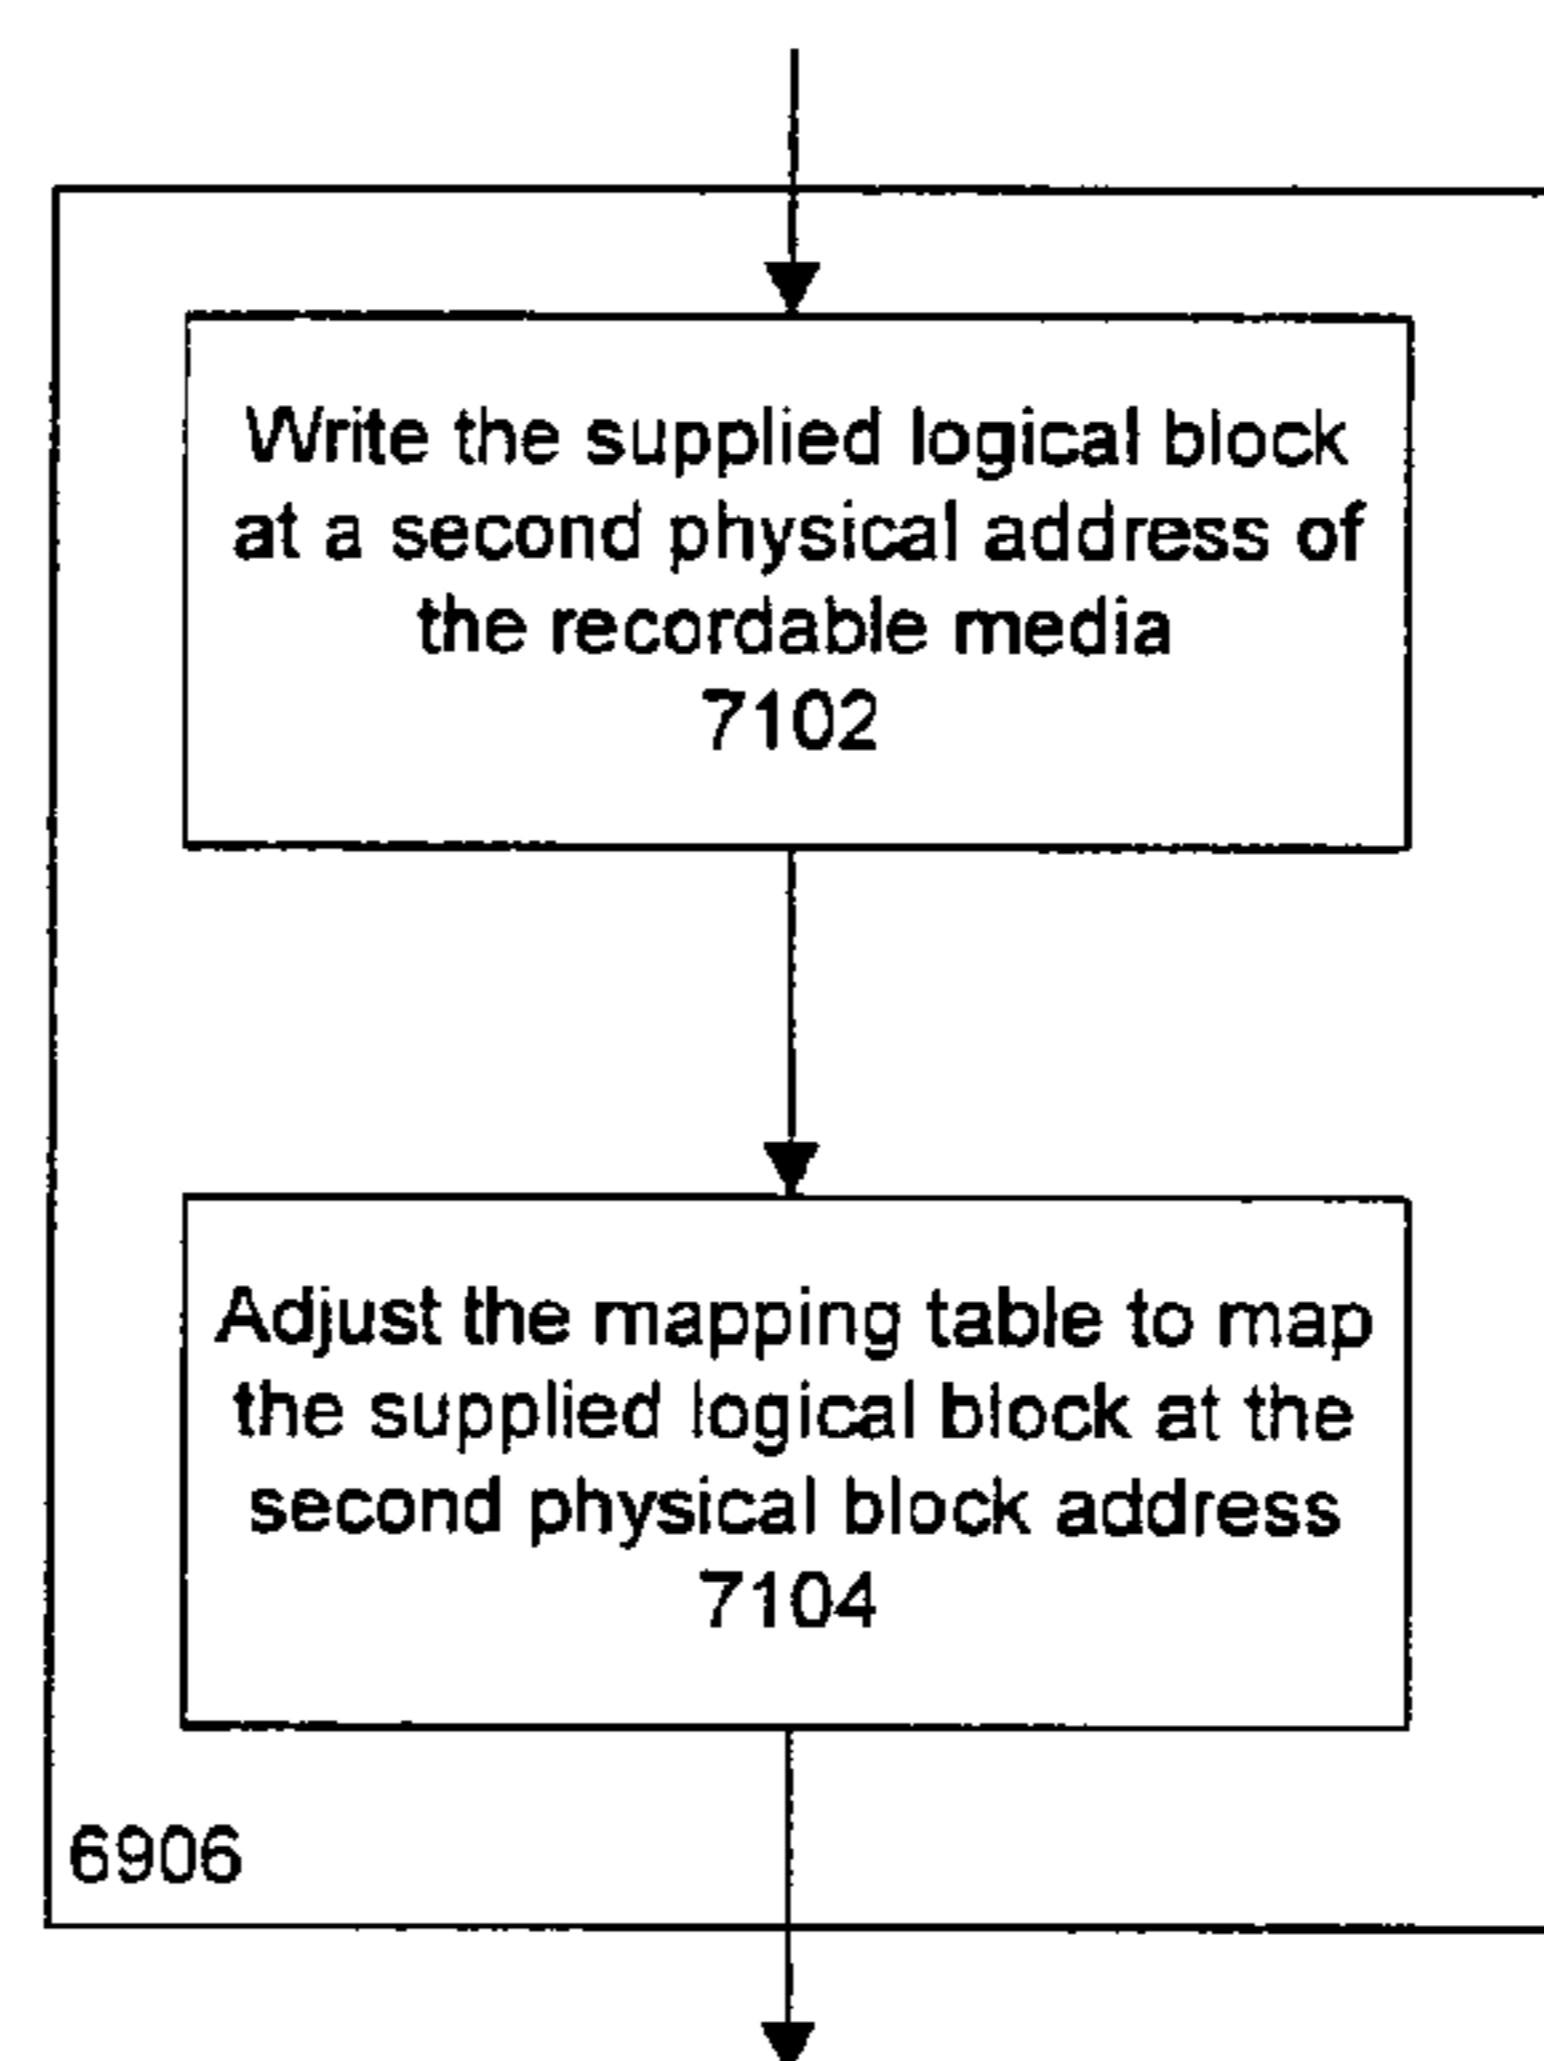 Write the supplied logical block
at a second physical address of
the recordable media
7102
Adjust the mapping table to map
the supplied logical block at the
second physical block address
7104
6906